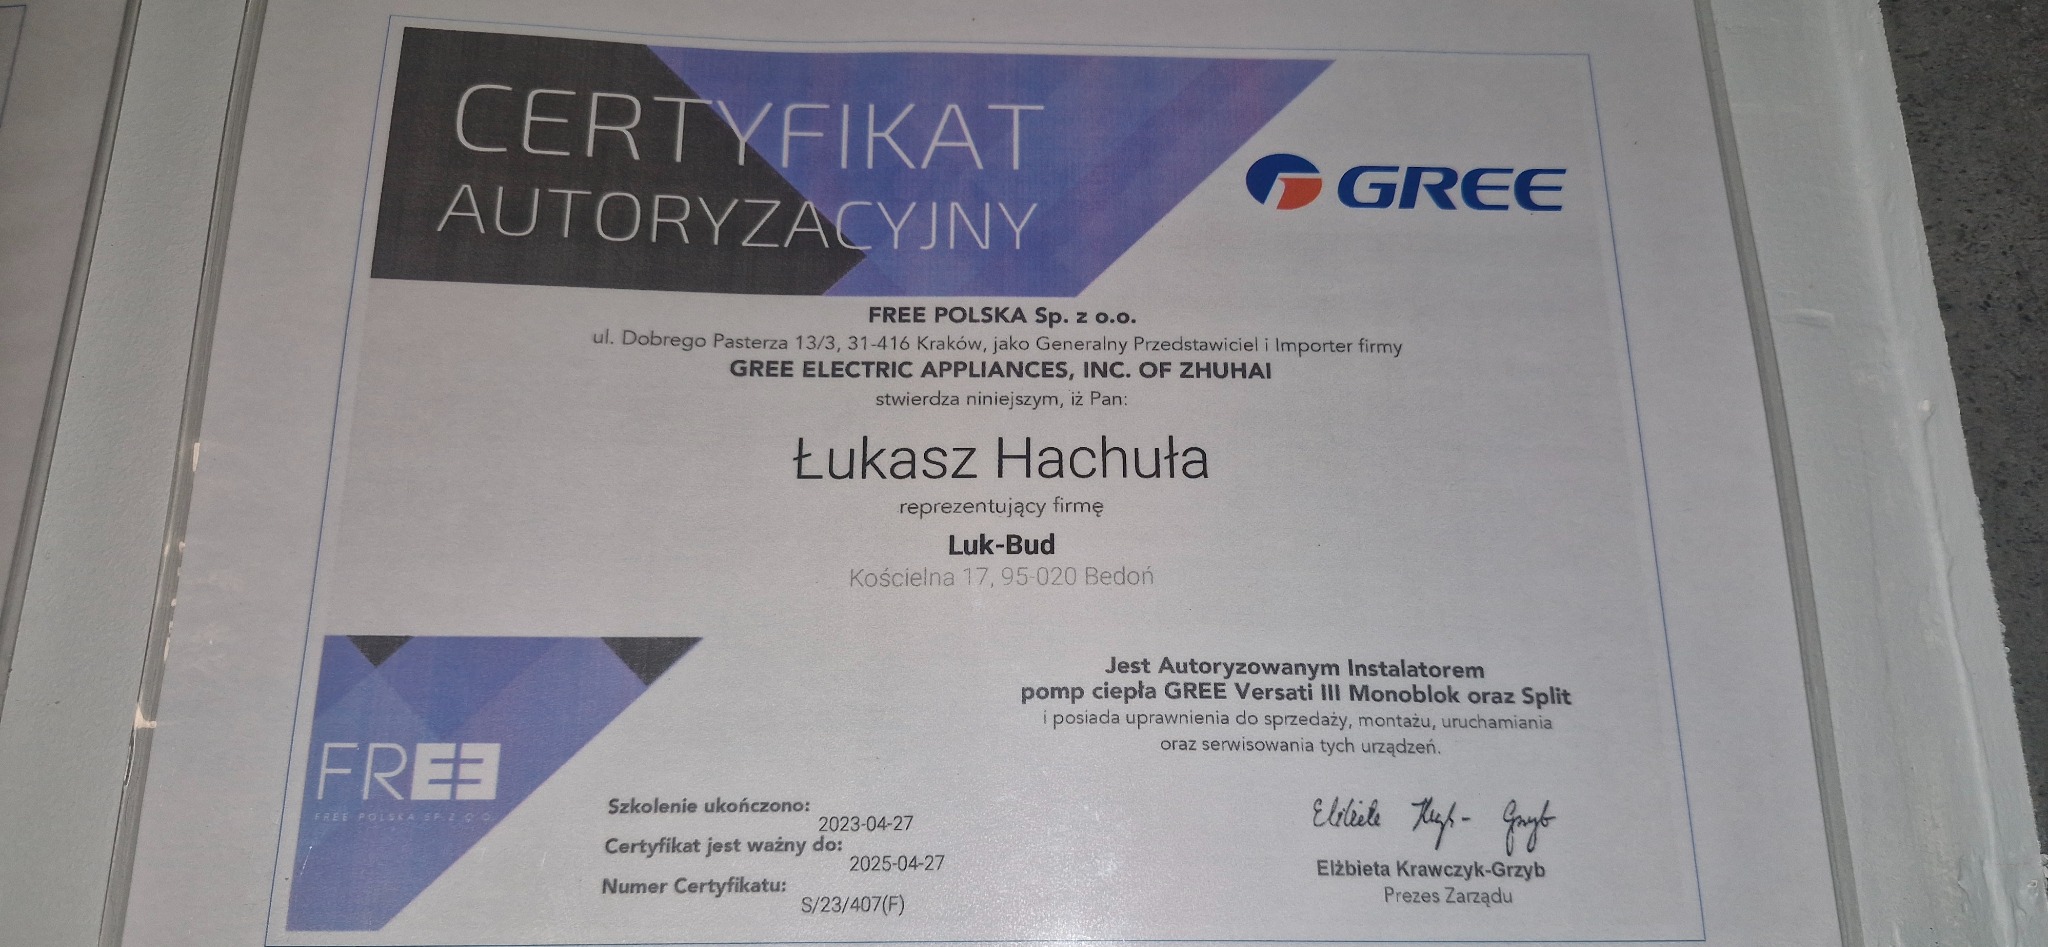 CERTYFIKAT
AUTORYZACYJNY
GREE
FREE POLSKA Sp. z o.o.
ul. Dobrego Pasterza 13/3, 31-416 Kraków, jako Generalny Przedstawiciel i Importer firmy
GREE ELECTRIC APPLIANCES, INC. OF ZHUHAI
stwierdza niniejszym, iż Pan:
Łukasz Hachuła
reprezentujący firmę
Luk-Bud
Kościelna 17, 95-020 Bedoń
Jest Autoryzowanym Instalatorem
pomp ciepła GREE Versati III Monoblok oraz Split
i posiada uprawnienia do sprzedaży, montażu, uruchamiania
oraz serwisowania tych urządzeń.
FREE
FREE POLSKA SP. Z O.O.
Szkolenie ukończono:
2023-04-27
Certyfikat jest ważny do:
2025-04-27
Numer Certyfikatu:
S/23/407(F)
Elżbieta Krawczyk-Grzyb
Prezes Zarządu